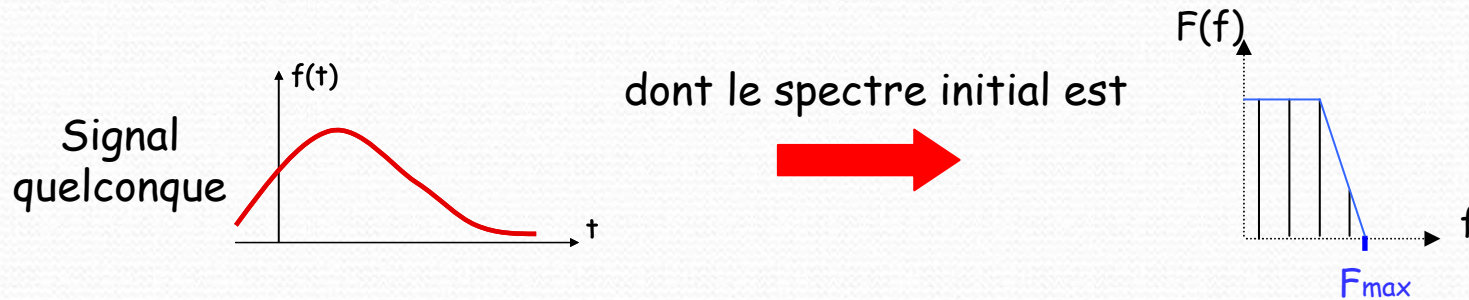 Signal
quelconque
f(t)
t
dont le spectre initial est
F(f)
f
Fmax